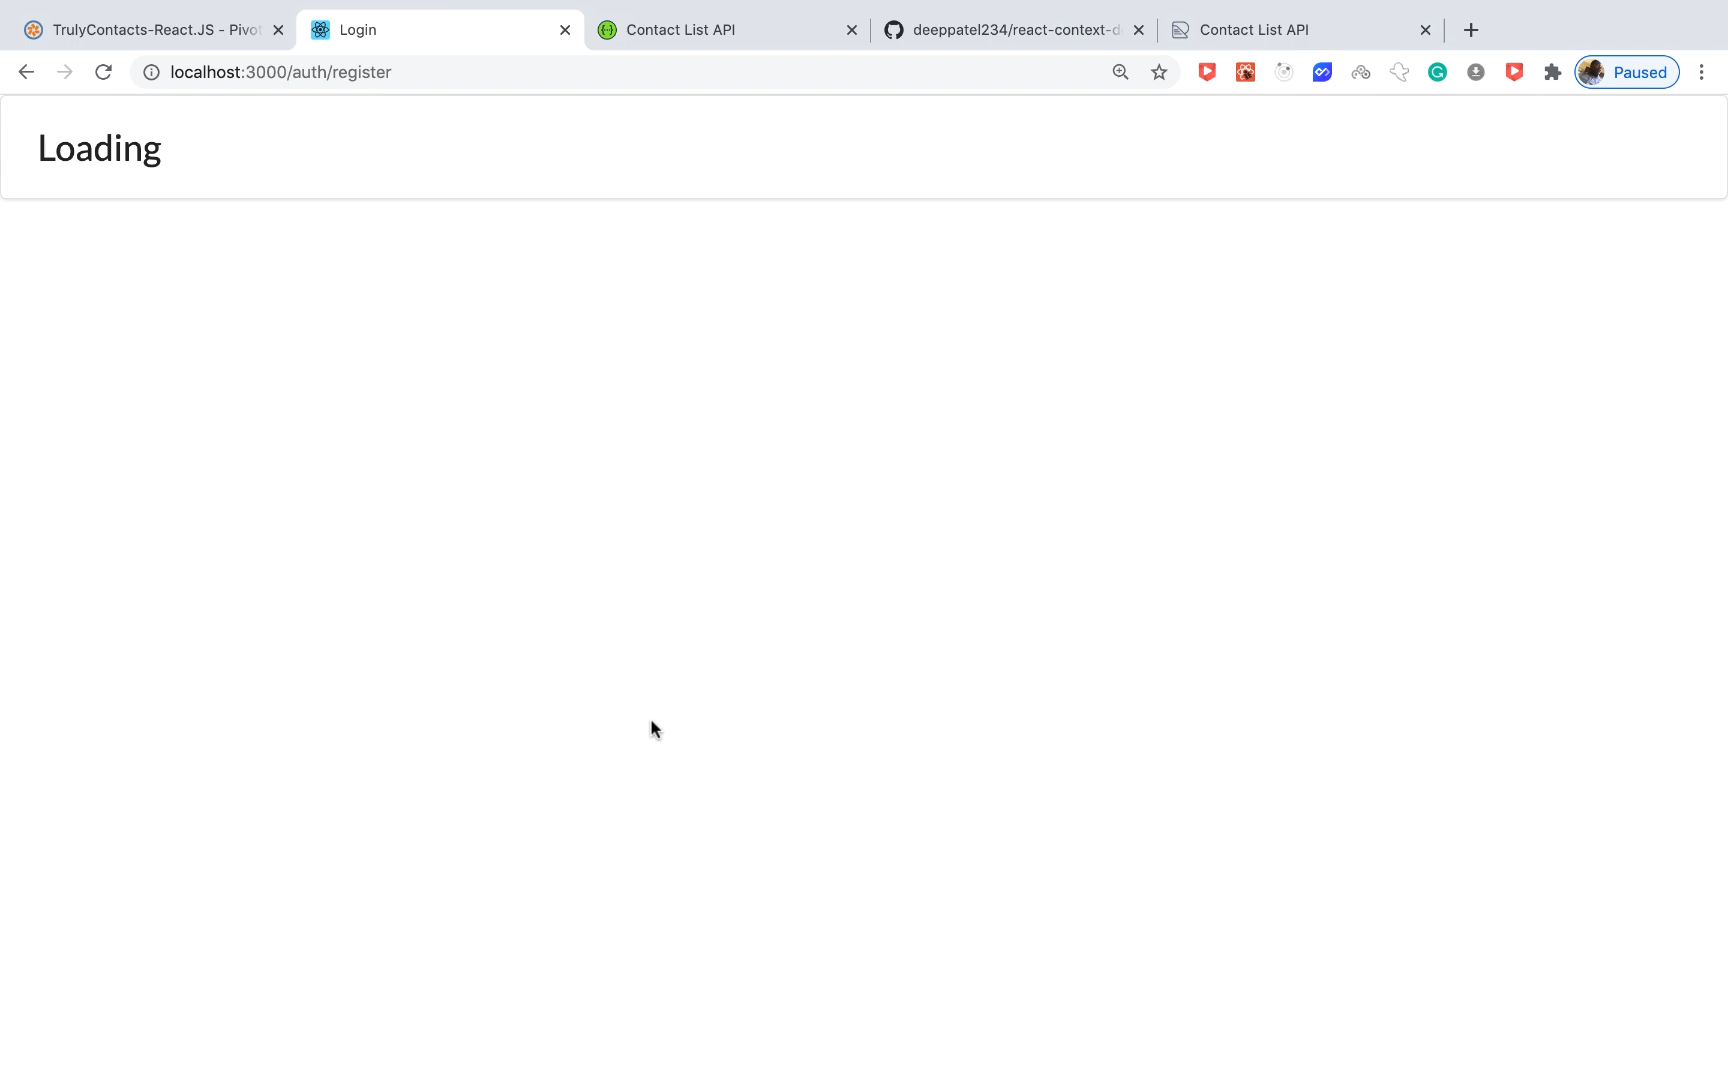 TrulyContacts-React.JS - Pivot
Login
Contact List API
deeppatel234/react-context-d
Contact List API
localhost:3000/auth/register
Paused
Loading